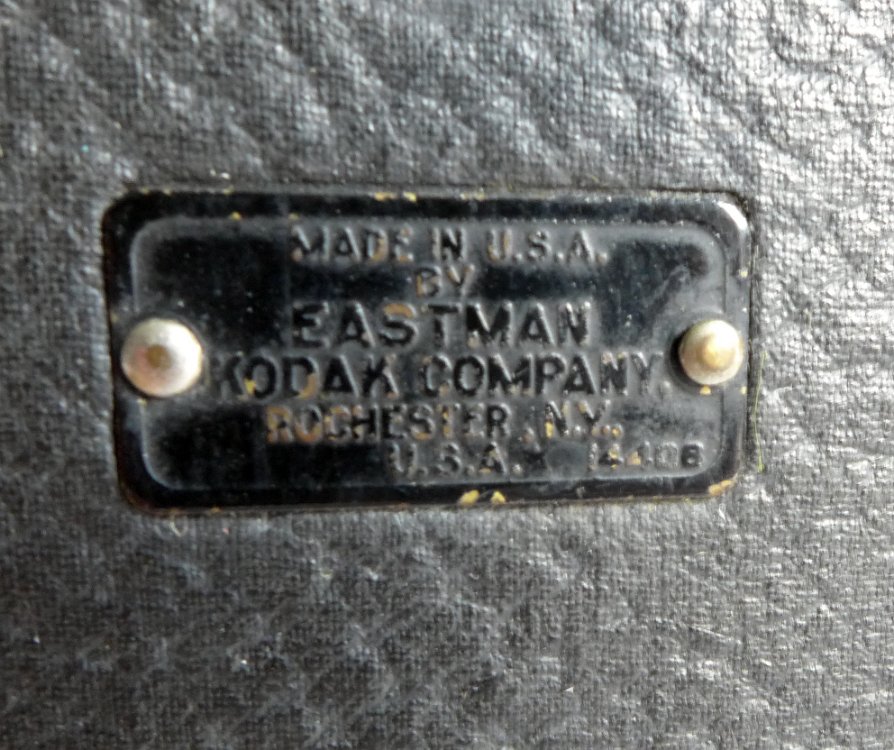 MADE IN U.S.A.
BY
EASTMAN
KODAK COMPANY.
ROCHESTER, N.Y.,
U.S.A.